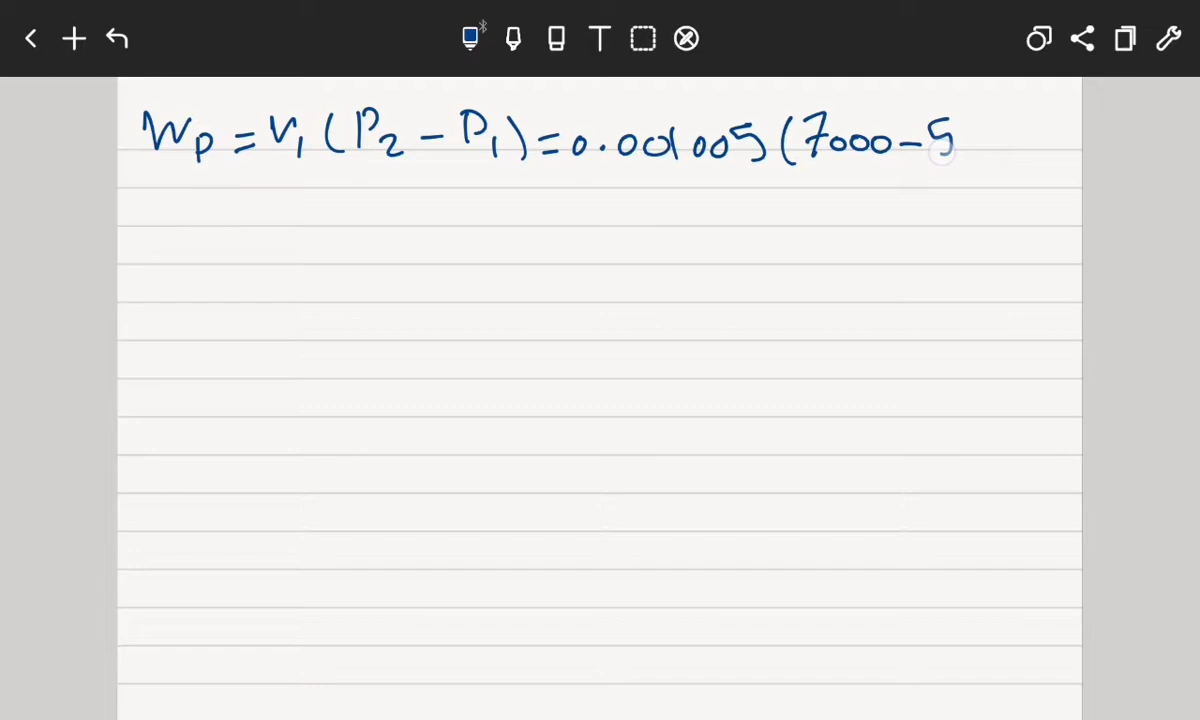 Wp = V₁ (P₂ - P₁) = 0.001005 (7000 - 5